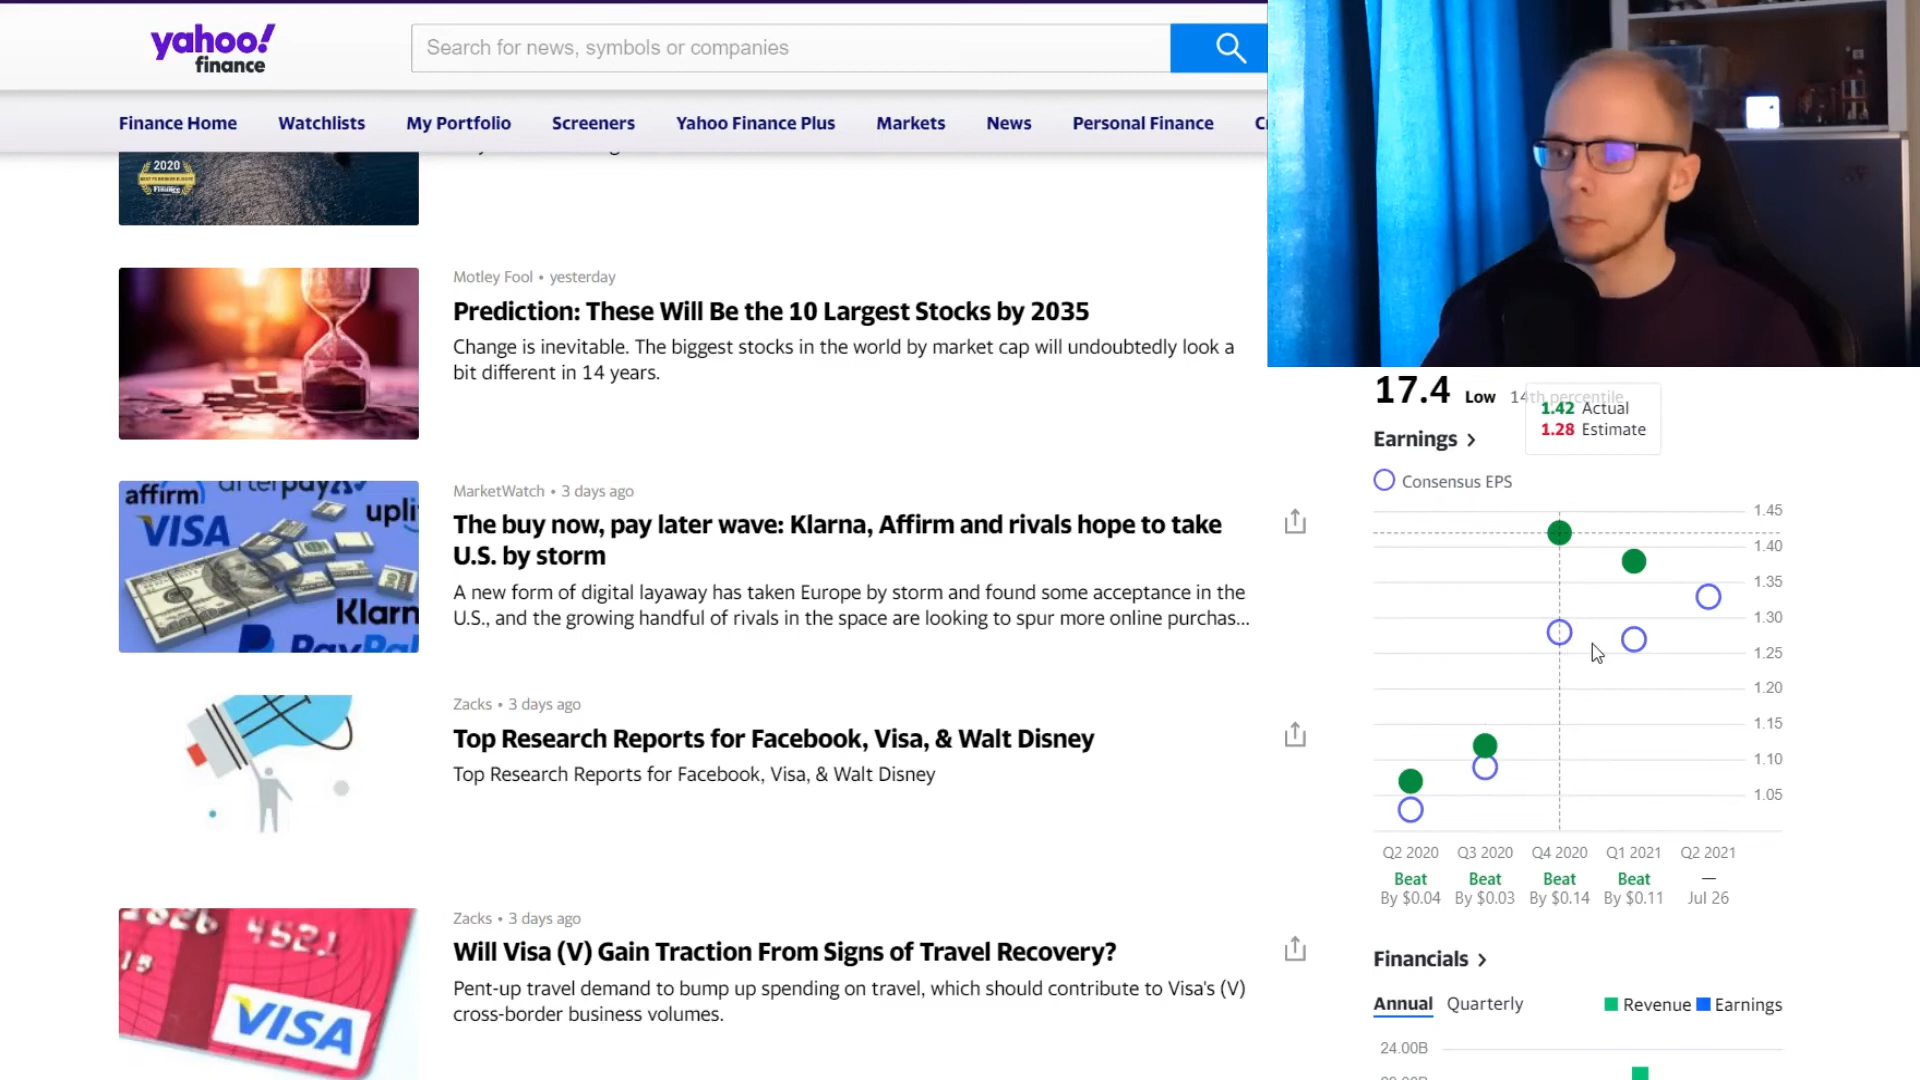 yahoo!
finance
Search for news, symbols or companies
Finance Home
Watchlists
My Portfolio
Screeners
Yahoo Finance Plus
Markets
News
Personal Finance
2020
Motley Fool • yesterday
Prediction: These Will Be the 10 Largest Stocks by 2035
Change is inevitable. The biggest stocks in the world by market cap will undoubtedly look a
bit different in 14 years.
affirm
afterpay
VISA
Klarn
PayPal
MarketWatch • 3 days ago
The buy now, pay later wave: Klarna, Affirm and rivals hope to take
U.S. by storm
A new form of digital layaway has taken Europe by storm and found some acceptance in the
U.S., and the growing handful of rivals in the space are looking to spur more online purchas...
Zacks • 3 days ago
Top Research Reports for Facebook, Visa, & Walt Disney
Top Research Reports for Facebook, Visa, & Walt Disney
4521
VISA
Zacks • 3 days ago
Will Visa (V) Gain Traction From Signs of Travel Recovery?
Pent-up travel demand to bump up spending on travel, which should contribute to Visa's (V)
cross-border business volumes.
17.4 Low 14th percentile
1.42 Actual
1.28 Estimate
Earnings
Consensus EPS
1.45
1.40
1.35
1.30
1.25
1.20
1.15
1.10
1.05
Q2 2020 Q3 2020 Q4 2020 Q1 2021 Q2 2021
Beat Beat Beat Beat —
By $0.04 By $0.03 By $0.14 By $0.11 Jul 26
Financials
Annual Quarterly Revenue Earnings
24.00B